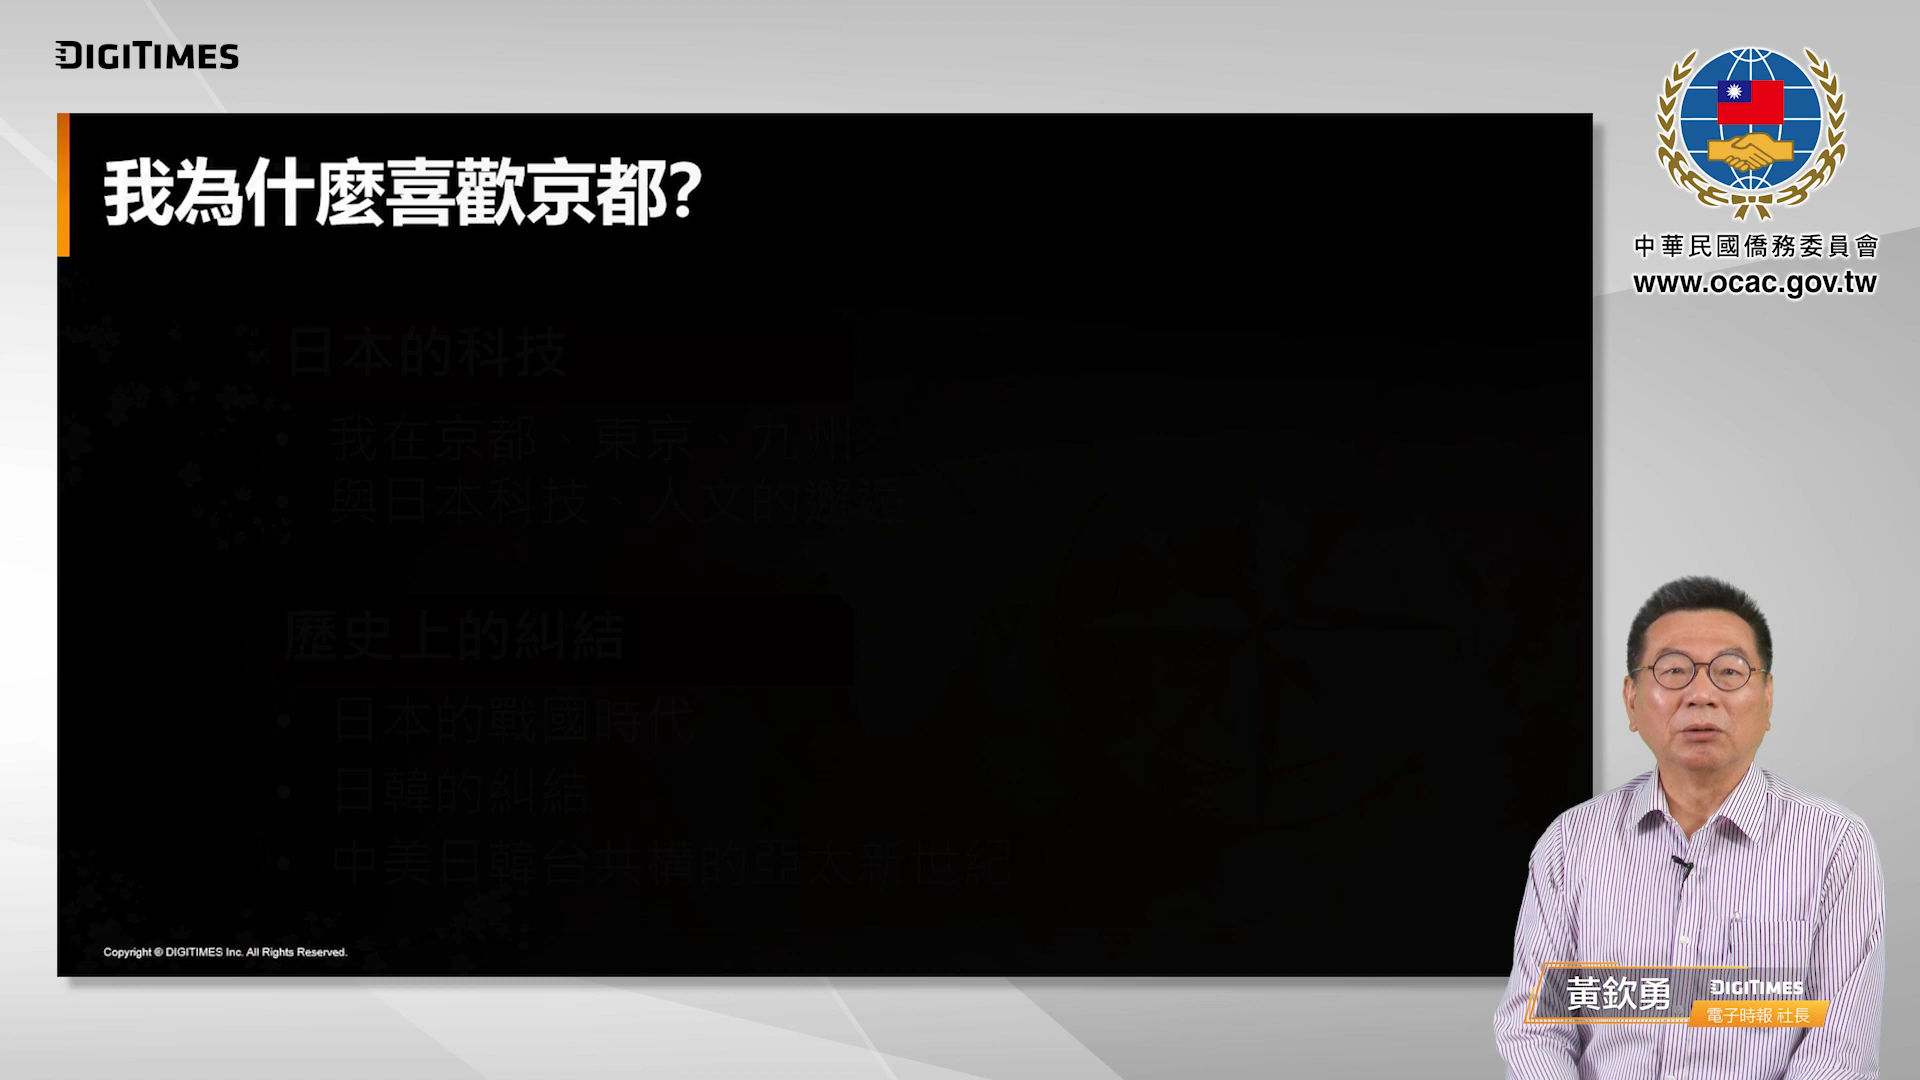 DIGITIMES
我為什麼喜歡京都?
中華民國僑務委員會
www.ocac.gov.tw
日本的科技
• 我在京都、東京、九州
與日本科技、人文的邂逅
歷史上的糾結
• 日本的戰國時代
• 日韓的糾結
• 中美日韓台共構的亞太新世紀
Copyright © DIGITIMES Inc. All Rights Reserved.
黃欽勇
DIGITIMES
電子時報 社長